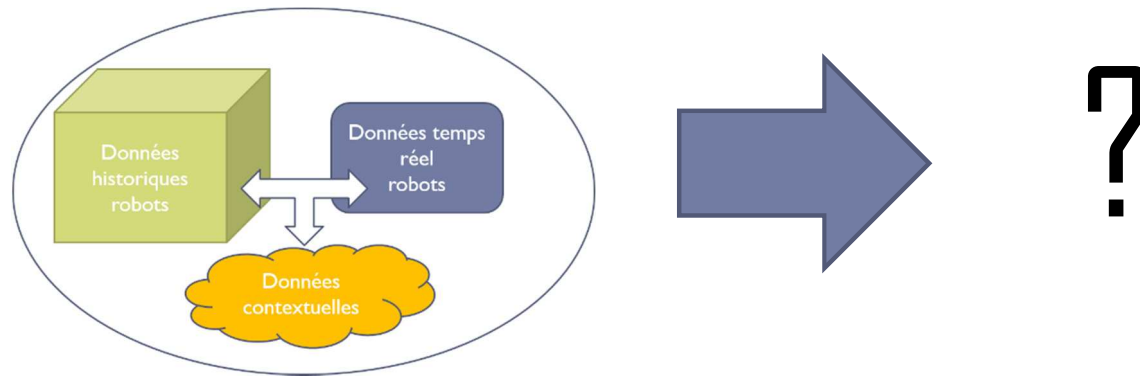 Données
historiques
robots
Données temps
réel
robots
Données
contextuelles
?